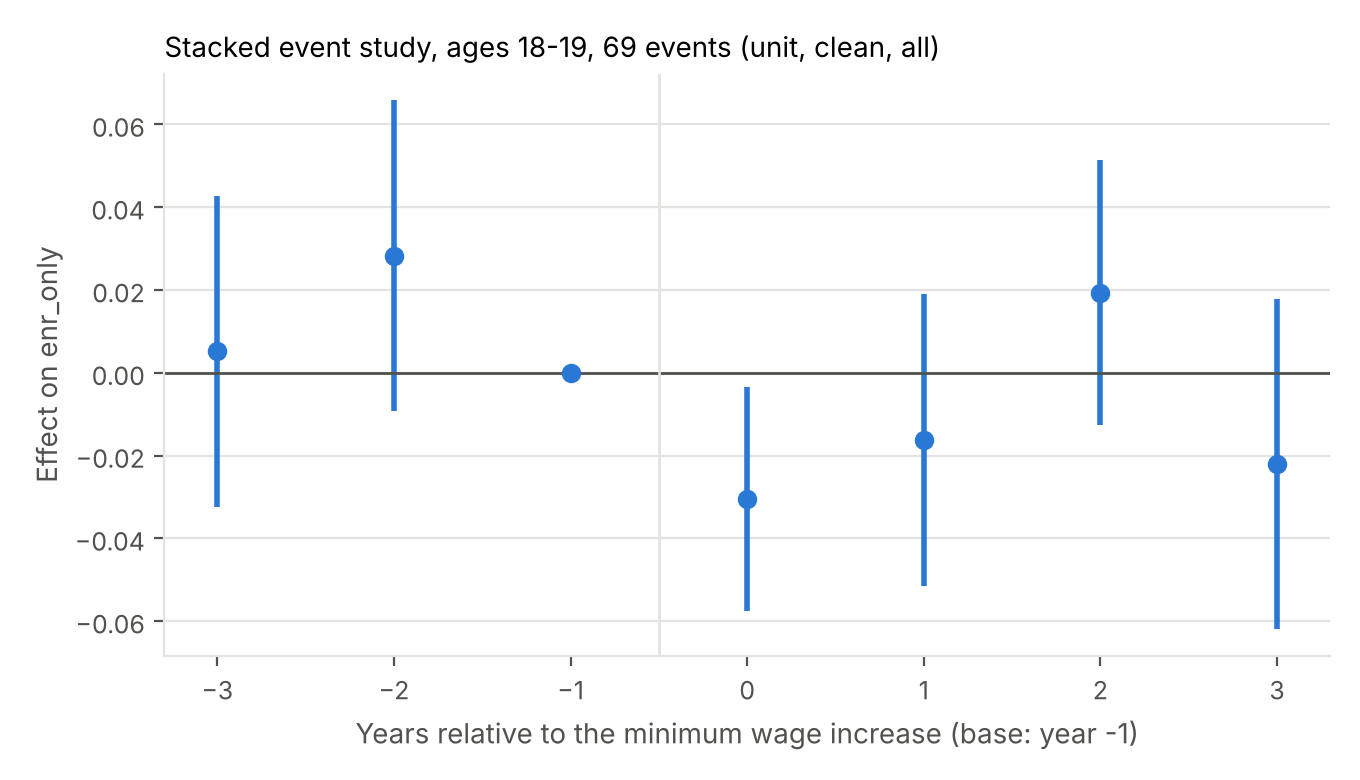 Stacked event study, ages 18-19, 69 events (unit, clean, all)
Effect on enr_only
0.06
0.04
0.02
0.00
−0.02
−0.04
−0.06
−3 −2 −1 0 1 2 3
Years relative to the minimum wage increase (base: year -1)